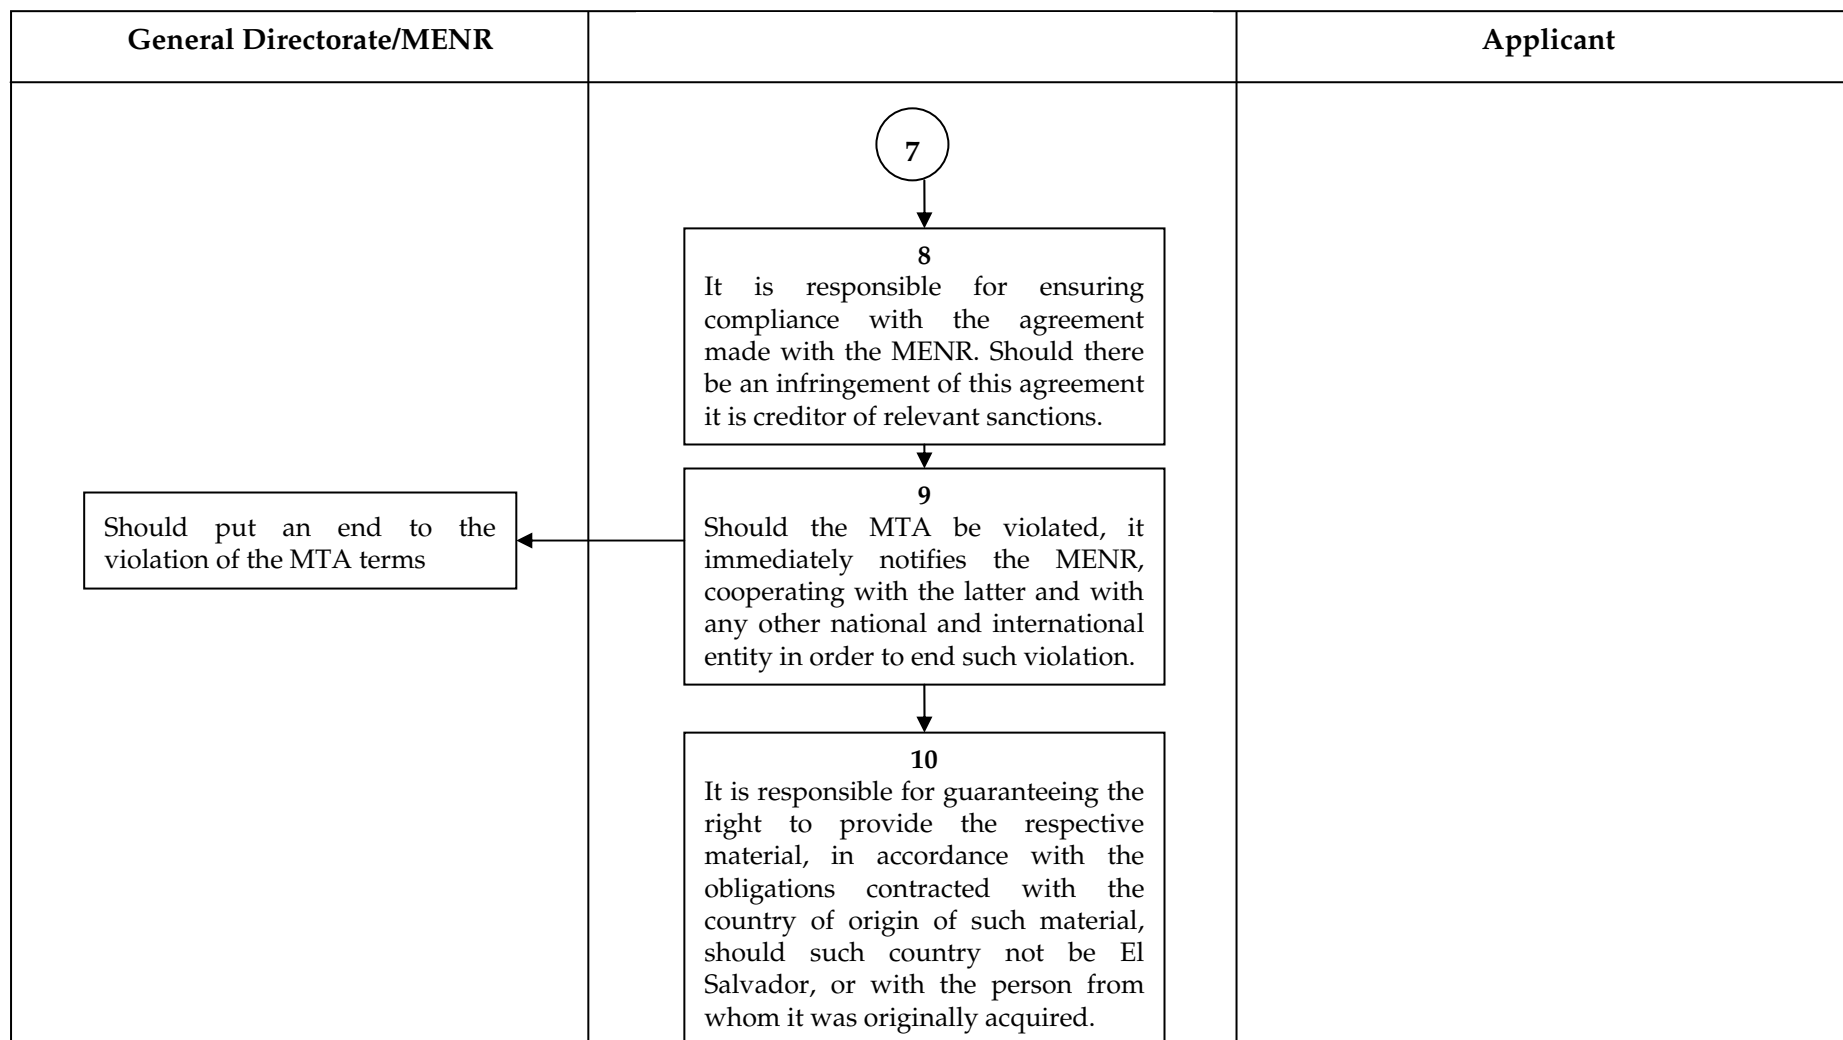 General Directorate/MENR
Applicant
7
8
It is responsible for ensuring
compliance with the agreement
made with the MENR. Should there
be an infringement of this agreement
it is creditor of relevant sanctions.
9
Should the MTA be violated, it
immediately notifies the MENR,
cooperating with the latter and with
any other national and international
entity in order to end such violation.
Should put an end to the
violation of the MTA terms
10
It is responsible for guaranteeing the
right to provide the respective
material, in accordance with the
obligations contracted with the
country of origin of such material,
should such country not be El
Salvador, or with the person from
whom it was originally acquired.